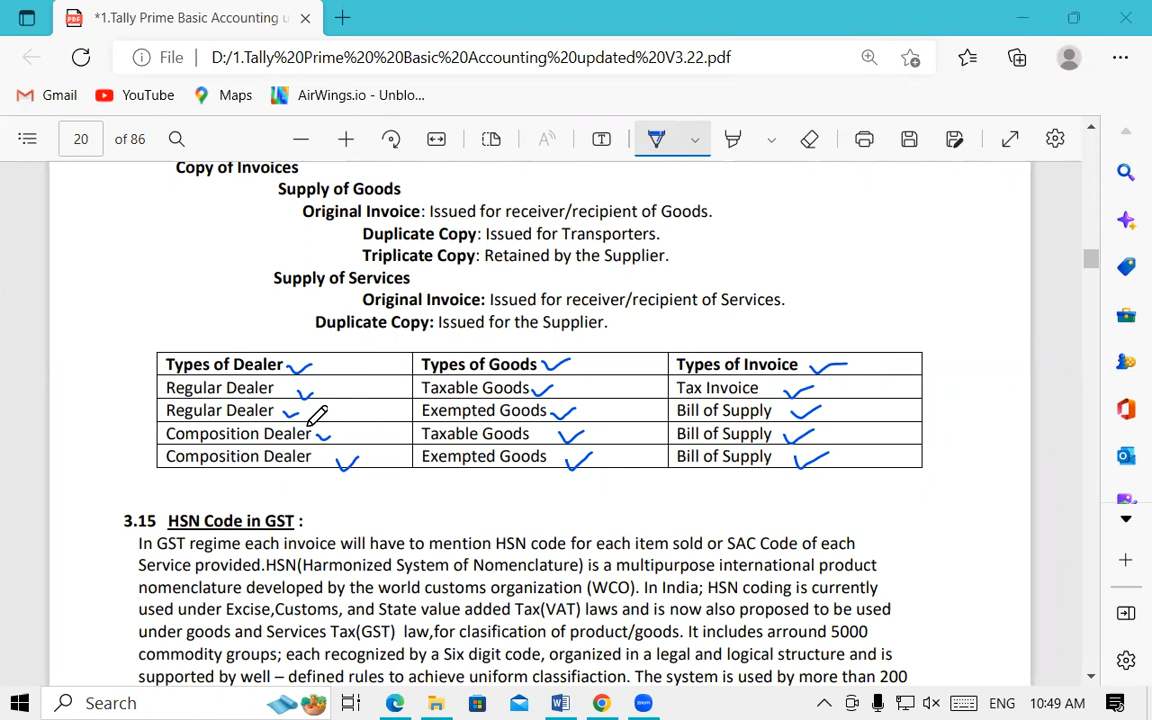 *1.Tally Prime Basic Accounting u
File
D:/1.Tally%20Prime%20%20Basic%20Accounting%20updated%20V3.22.pdf
Gmail
YouTube
Maps
AirWings.io - Unblo...
20
of 86
Copy of Invoices
Supply of Goods
Original Invoice: Issued for receiver/recipient of Goods.
Duplicate Copy: Issued for Transporters.
Triplicate Copy: Retained by the Supplier.
Supply of Services
Original Invoice: Issued for receiver/recipient of Services.
Duplicate Copy: Issued for the Supplier.
Types of Dealer Types of Goods Types of Invoice
Regular Dealer Taxable Goods Tax Invoice
Regular Dealer Exempted Goods Bill of Supply
Composition Dealer Taxable Goods Bill of Supply
Composition Dealer Exempted Goods Bill of Supply
3.15 HSN Code in GST :
In GST regime each invoice will have to mention HSN code for each item sold or SAC Code of each
Service provided.HSN(Harmonized System of Nomenclature) is a multipurpose international product
nomenclature developed by the world customs organization (WCO). In India; HSN coding is currently
used under Excise,Customs, and State value added Tax(VAT) laws and is now also proposed to be used
under goods and Services Tax(GST) law,for clasification of product/goods. It includes arround 5000
commodity groups; each recognized by a Six digit code, organized in a legal and logical structure and is
supported by well – defined rules to achieve uniform classifiaction. The system is used by more than 200
Search
ENG
10:49 AM